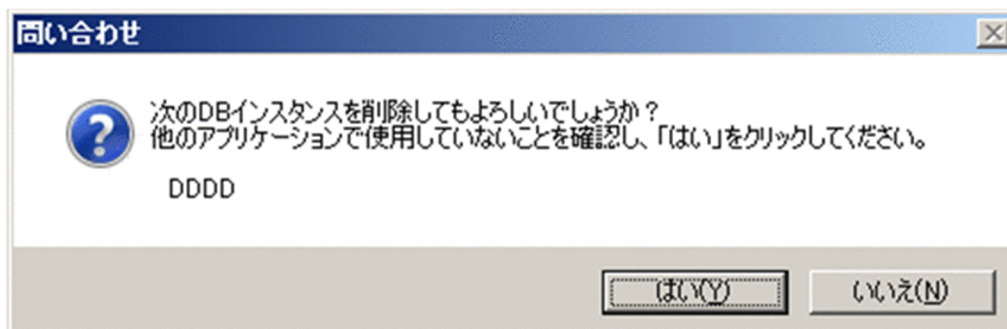 問い合わせ
次のDBインスタンスを削除してもよろしいでしょうか？
他のアプリケーションで使用していないことを確認し、「はい」をクリックしてください。
DDDD
はい(Y) いいえ(N)